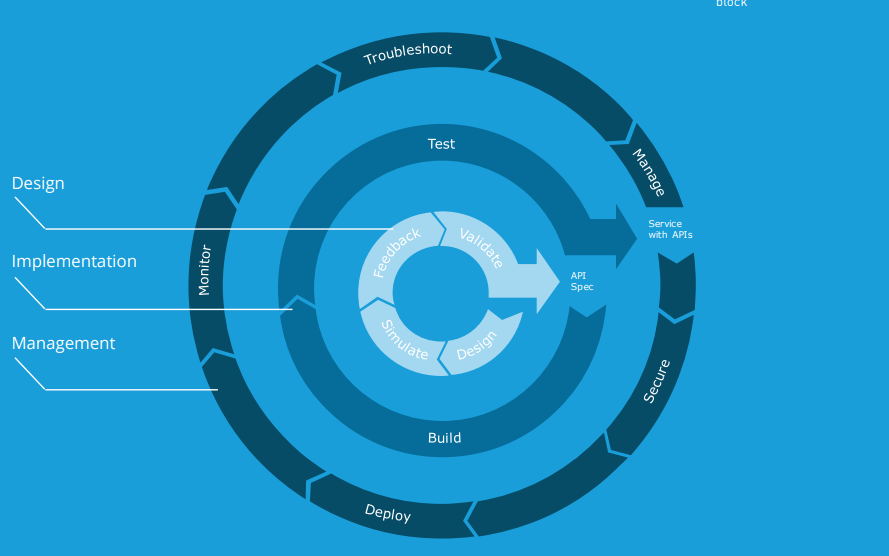 block
Troubleshoot
Test
Manage
Design
Service
with APIs
Feedback
Validate
Monitor
Implementation
API
Spec
Management
Simulate
Design
Secure
Build
Deploy